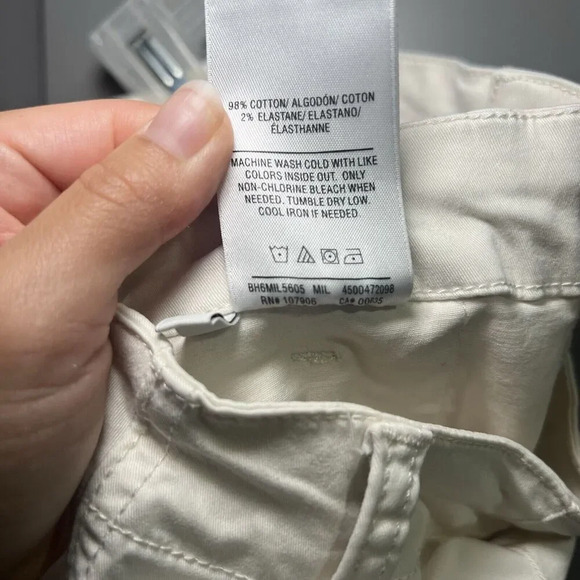 98% COTTON/ ALGODÓN/ COTON
2% ELASTANE/ ELASTANO/
ÉLASTHANNE
MACHINE WASH COLD WITH LIKE
COLORS INSIDE OUT. ONLY
NON-CHLORINE BLEACH WHEN
NEEDED. TUMBLE DRY LOW.
COOL IRON IF NEEDED.
BH6MIL5605 MIL 4500472098
RN# 107906 CA# 00835